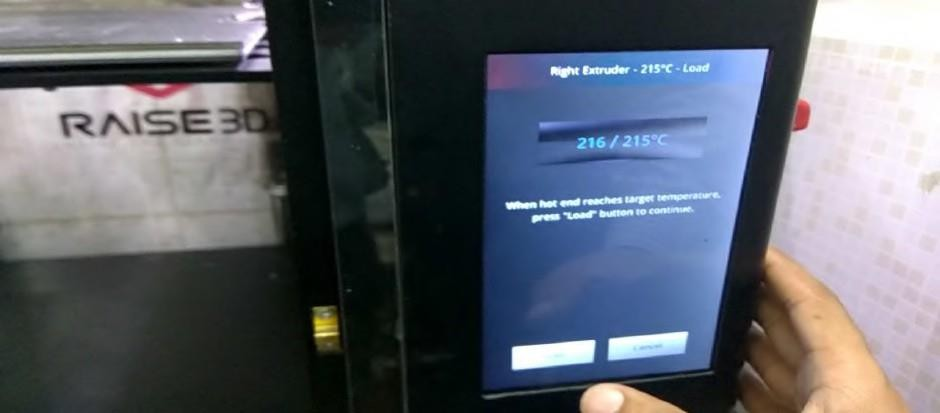 RAISE3D
Right Extruder - 215°C - Load
216 / 215°C
When hot end reaches target temperature,
press "Load" button to continue.
Cancel